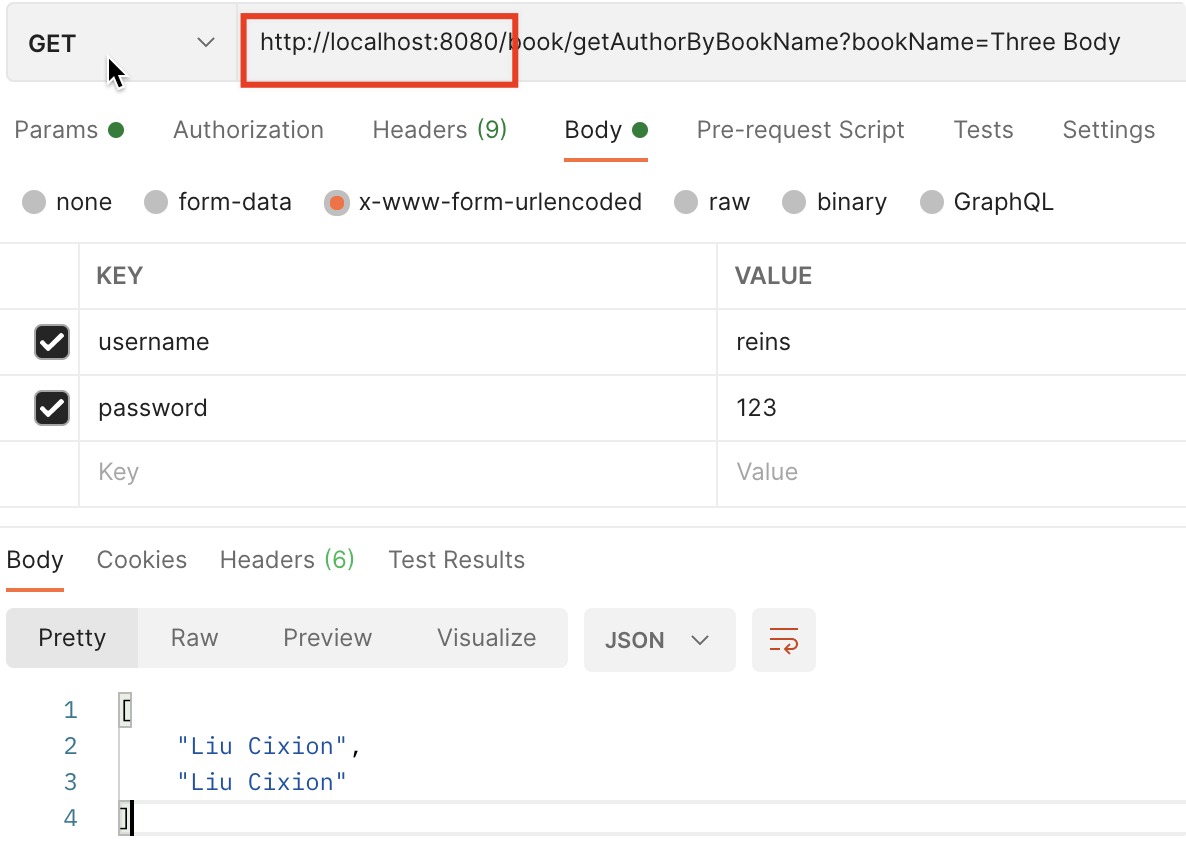 GET http://localhost:8080/book/getAuthorByBookName?bookName=Three Body
Params Authorization Headers (9) Body Pre-request Script Tests Settings
none form-data x-www-form-urlencoded raw binary GraphQL
KEY VALUE
username reins
password 123
Key Value
Body Cookies Headers (6) Test Results
Pretty Raw Preview Visualize JSON
1 [
2 "Liu Cixion",
3 "Liu Cixion"
4 ]